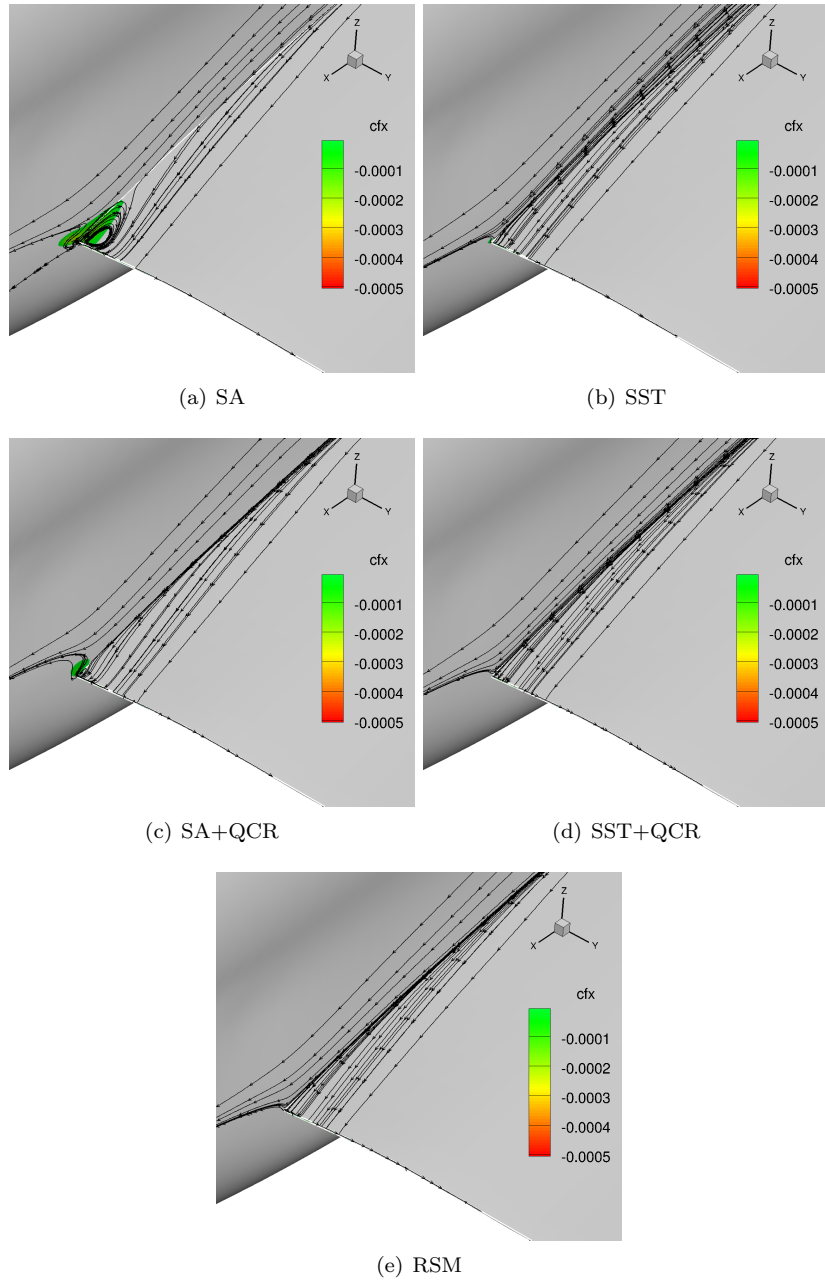 Z
X Y
cfx
-0.0001
-0.0002
-0.0003
-0.0004
-0.0005
(a) SA
Z
X Y
cfx
-0.0001
-0.0002
-0.0003
-0.0004
-0.0005
(b) SST
Z
X Y
cfx
-0.0001
-0.0002
-0.0003
-0.0004
-0.0005
(c) SA+QCR
Z
X Y
cfx
-0.0001
-0.0002
-0.0003
-0.0004
-0.0005
(d) SST+QCR
Z
X Y
cfx
-0.0001
-0.0002
-0.0003
-0.0004
-0.0005
(e) RSM